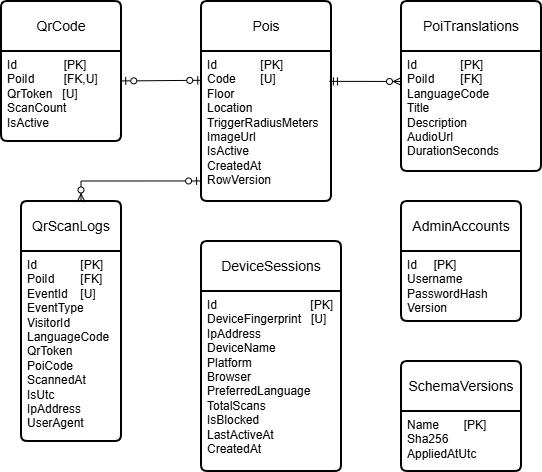 QrCode
Id [PK]
PoiId [FK,U]
QrToken [U]
ScanCount
IsActive
Pois
Id [PK]
Code [U]
Floor
Location
TriggerRadiusMeters
ImageUrl
IsActive
CreatedAt
RowVersion
PoiTranslations
Id [PK]
PoiId [FK]
LanguageCode
Title
Description
AudioUrl
DurationSeconds
QrScanLogs
Id [PK]
PoiId [FK]
EventId [U]
EventType
VisitorId
LanguageCode
QrToken
PoiCode
ScannedAt
IsUtc
IpAddress
UserAgent
DeviceSessions
Id [PK]
DeviceFingerprint [U]
IpAddress
DeviceName
Platform
Browser
PreferredLanguage
TotalScans
IsBlocked
LastActiveAt
CreatedAt
AdminAccounts
Id [PK]
Username
PasswordHash
Version
SchemaVersions
Name [PK]
Sha256
AppliedAtUtc